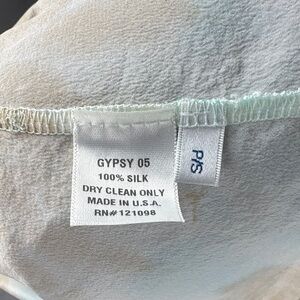 GYPSY 05
100% SILK
DRY CLEAN ONLY
MADE IN U.S.A.
RN#121098
P/S